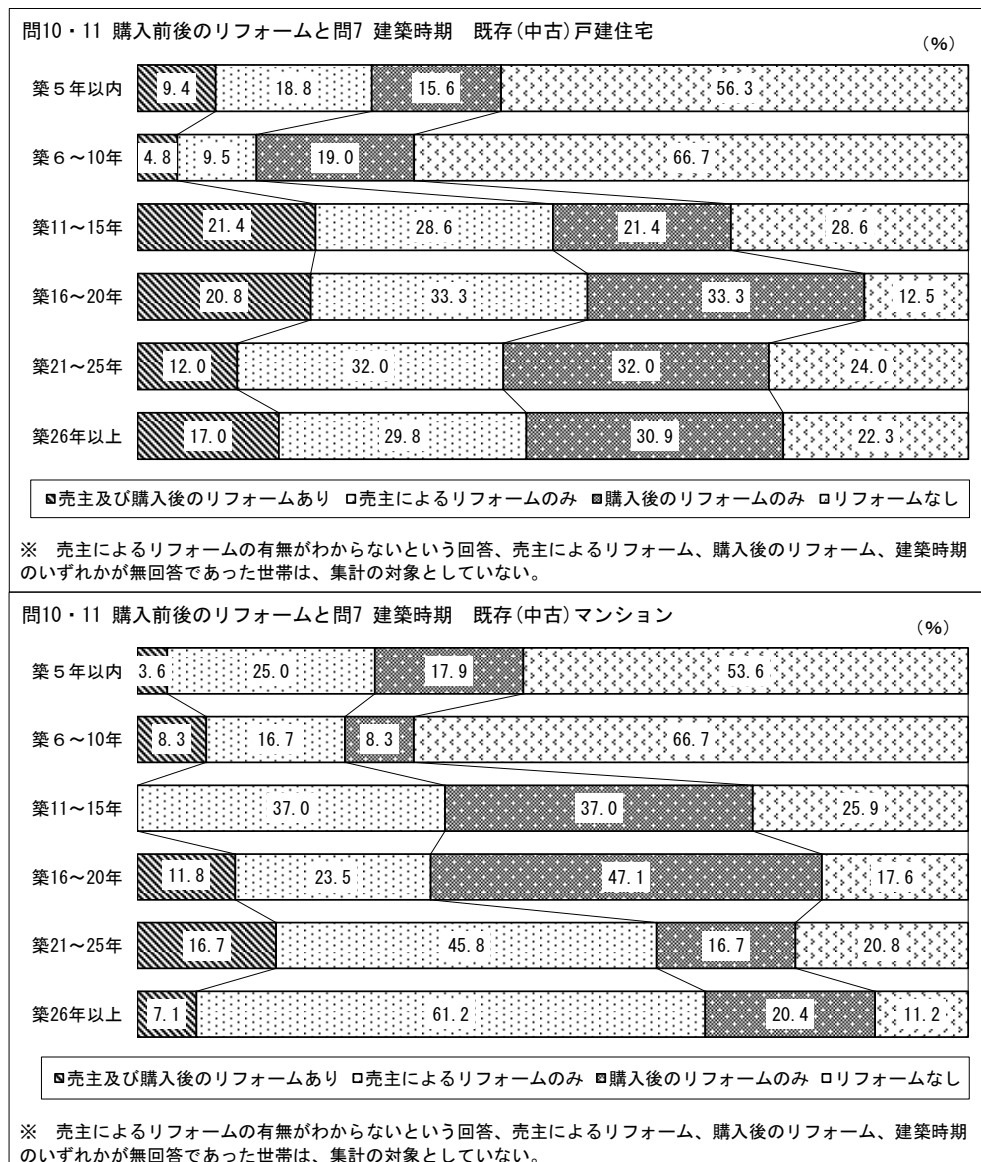 問10・11 購入前後のリフォームと問7 建築時期 既存(中古)戸建住宅
(%)
築5年以内 9.4 18.8 15.6 56.3
築6~10年 4.8 9.5 19.0 66.7
築11~15年 21.4 28.6 21.4 28.6
築16~20年 20.8 33.3 33.3 12.5
築21~25年 12.0 32.0 32.0 24.0
築26年以上 17.0 29.8 30.9 22.3
売主及び購入後のリフォームあり 売主によるリフォームのみ 購入後のリフォームのみ リフォームなし
※ 売主によるリフォームの有無がわからないという回答、売主によるリフォーム、購入後のリフォーム、建築時期
のいずれかが無回答であった世帯は、集計の対象としていない。
問10・11 購入前後のリフォームと問7 建築時期 既存(中古)マンション
(%)
築5年以内 3.6 25.0 17.9 53.6
築6~10年 8.3 16.7 8.3 66.7
築11~15年 37.0 37.0 25.9
築16~20年 11.8 23.5 47.1 17.6
築21~25年 16.7 45.8 16.7 20.8
築26年以上 7.1 61.2 20.4 11.2
売主及び購入後のリフォームあり 売主によるリフォームのみ 購入後のリフォームのみ リフォームなし
※ 売主によるリフォームの有無がわからないという回答、売主によるリフォーム、購入後のリフォーム、建築時期
のいずれかが無回答であった世帯は、集計の対象としていない。